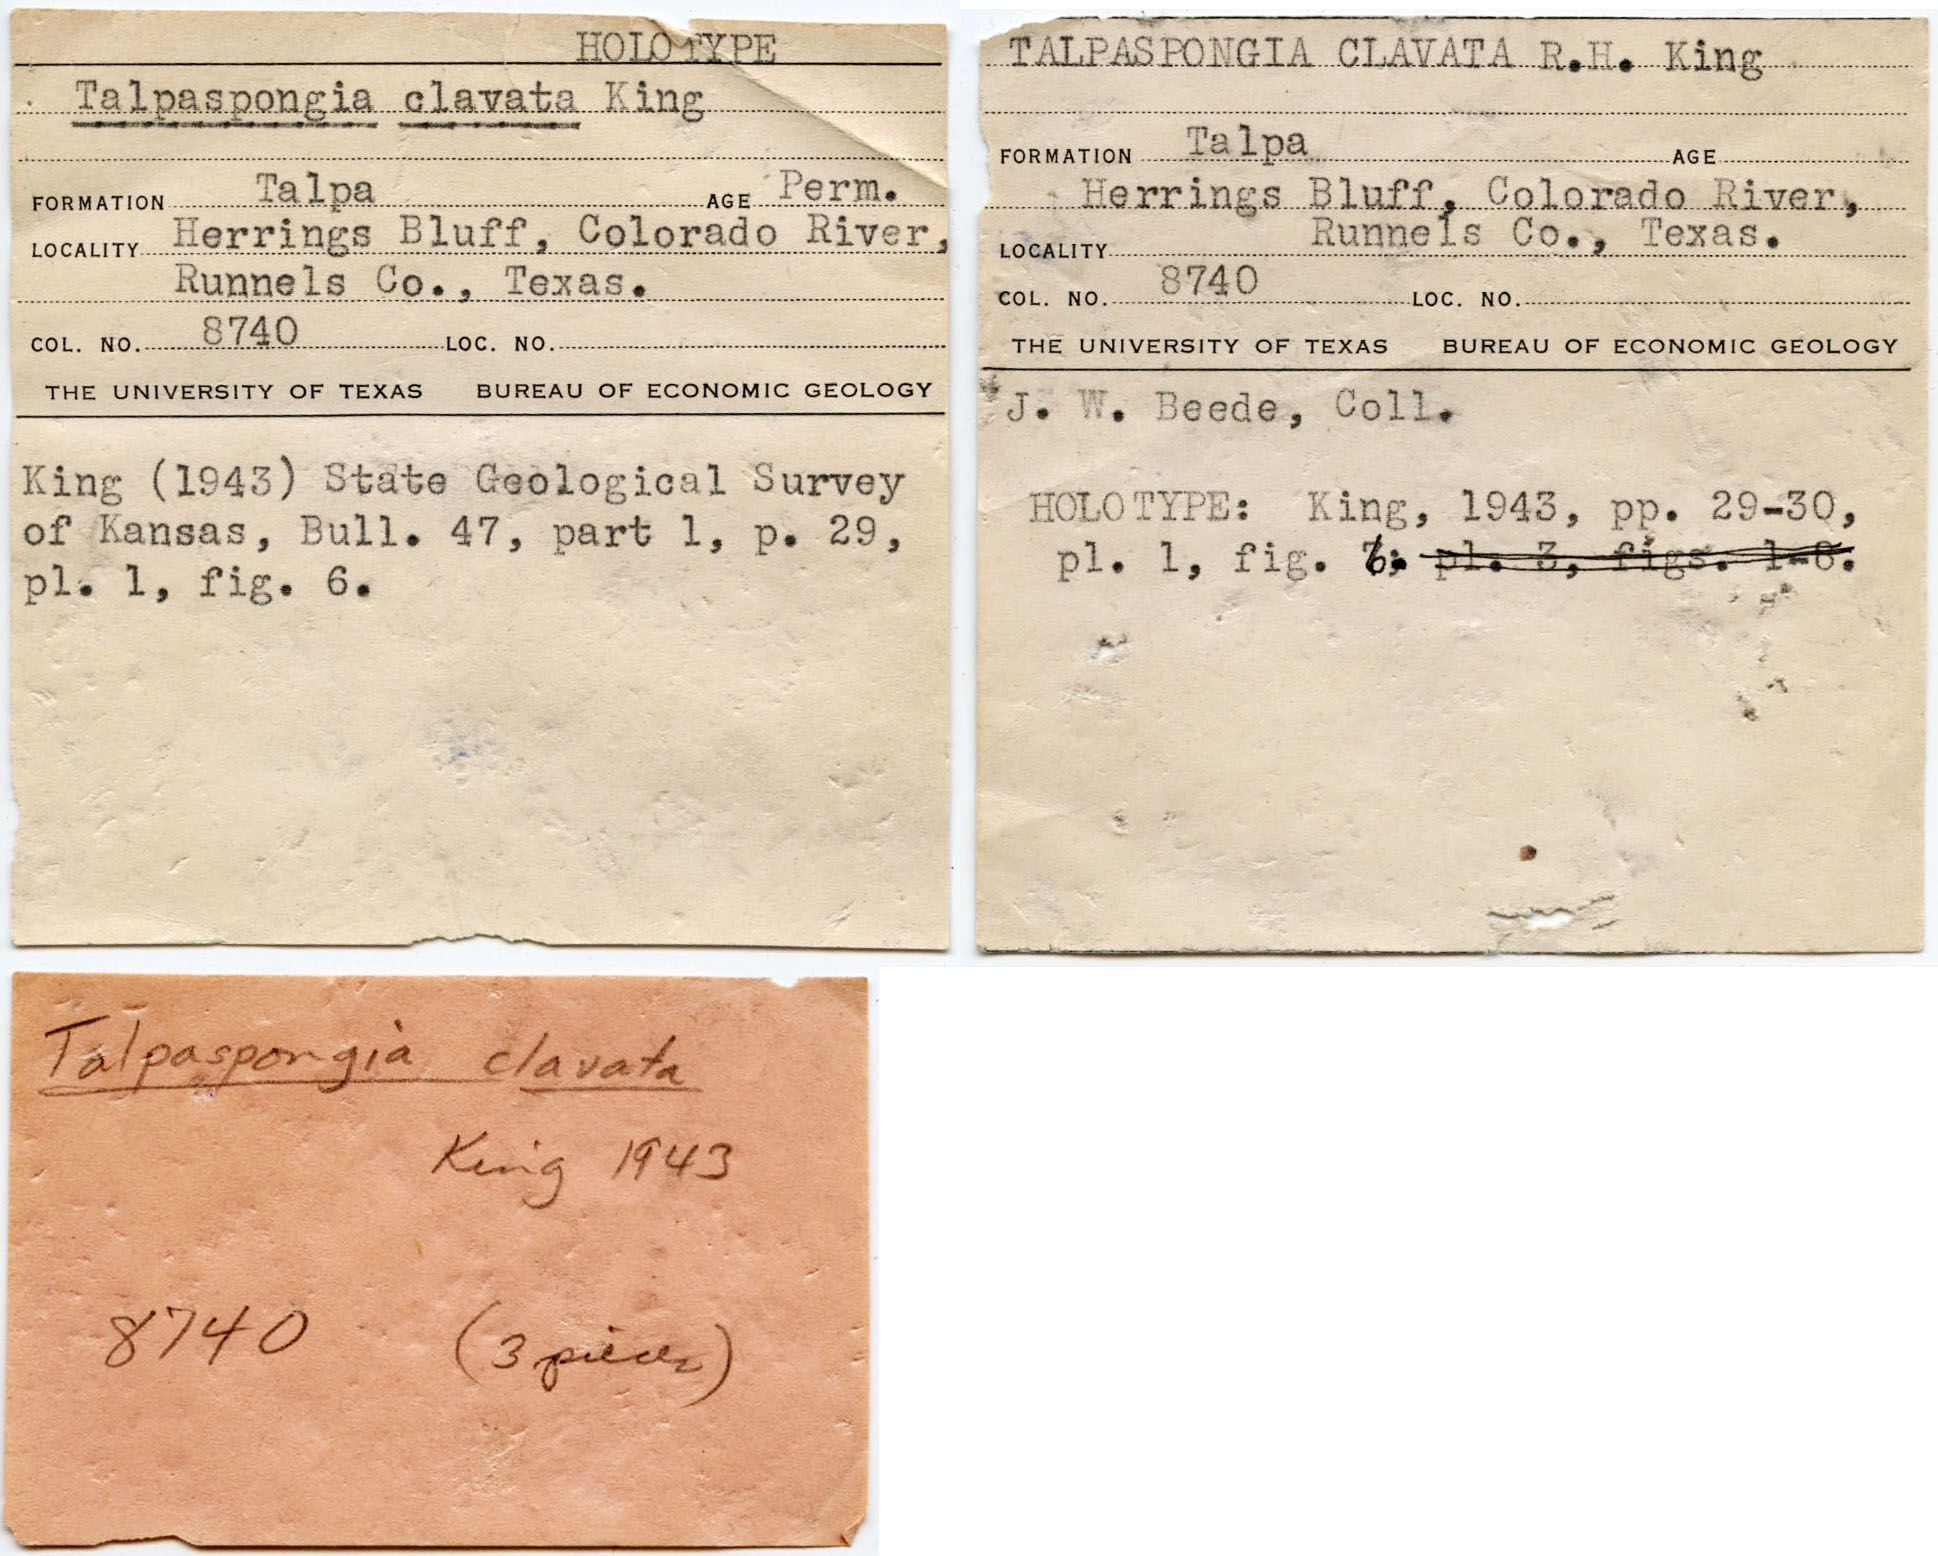 HOLOTYPE
Talpaspongia clavata King
FORMATION Talpa AGE Perm.
LOCALITY Herrings Bluff, Colorado River,
Runnels Co., Texas.
COL. NO. 8740 LOC. NO.
THE UNIVERSITY OF TEXAS BUREAU OF ECONOMIC GEOLOGY
King (1943) State Geological Survey
of Kansas, Bull. 47, part 1, p. 29,
pl. 1, fig. 6.
TALPASPONGIA CLAVATA R.H. King
FORMATION Talpa AGE
Herrings Bluff, Colorado River,
LOCALITY Runnels Co., Texas.
COL. NO. 8740 LOC. NO.
THE UNIVERSITY OF TEXAS BUREAU OF ECONOMIC GEOLOGY
J. W. Beede, Coll.
HOLOTYPE: King, 1943, pp. 29-30,
pl. 1, fig. 6. pl. 3, figs. 1-8.
Talpaspongia clavata
King 1943
8740 (3 pieces)